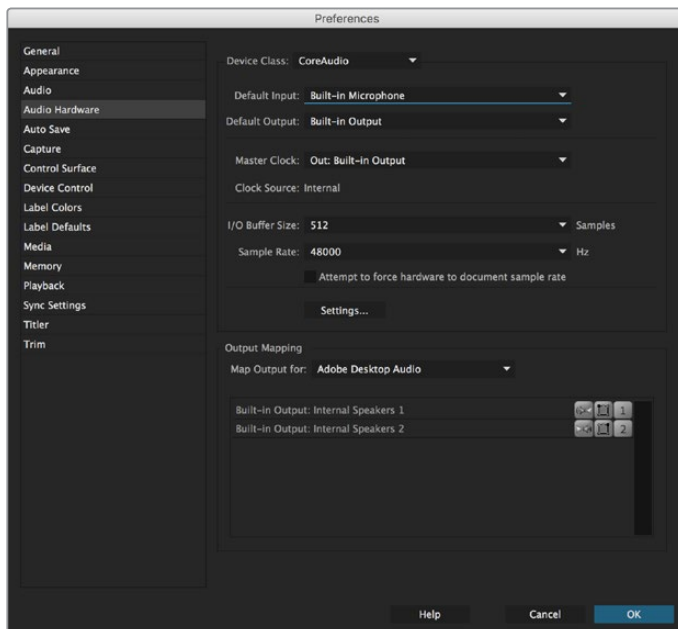 Preferences
General
Appearance
Audio
Audio Hardware
Auto Save
Capture
Control Surface
Device Control
Label Colors
Label Defaults
Media
Memory
Playback
Sync Settings
Titler
Trim
Device Class: CoreAudio
Default Input: Built-in Microphone
Default Output: Built-in Output
Master Clock: Out: Built-in Output
Clock Source: Internal
I/O Buffer Size: 512 Samples
Sample Rate: 48000 Hz
Attempt to force hardware to document sample rate
Settings...
Output Mapping
Map Output for: Adobe Desktop Audio
Built-in Output: Internal Speakers 1 1
Built-in Output: Internal Speakers 2 2
Help Cancel OK